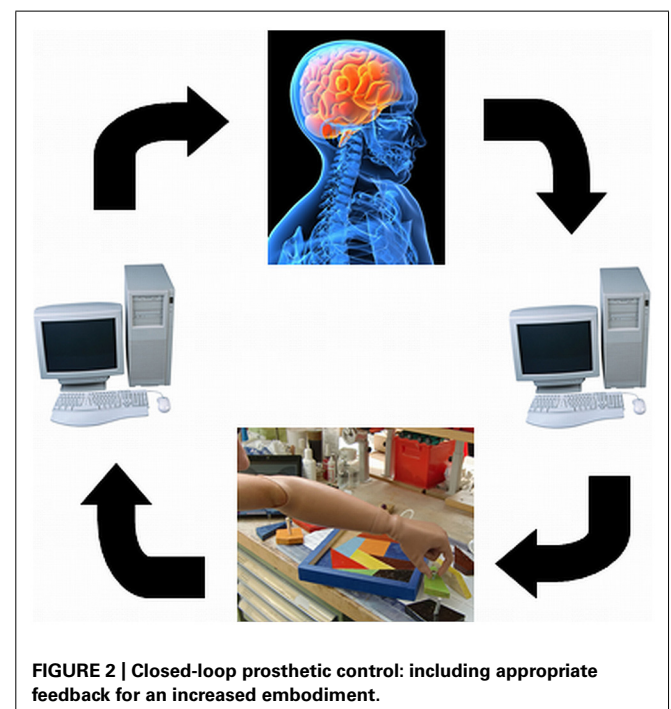 FIGURE 2 | Closed-loop prosthetic control: including appropriate
feedback for an increased embodiment.